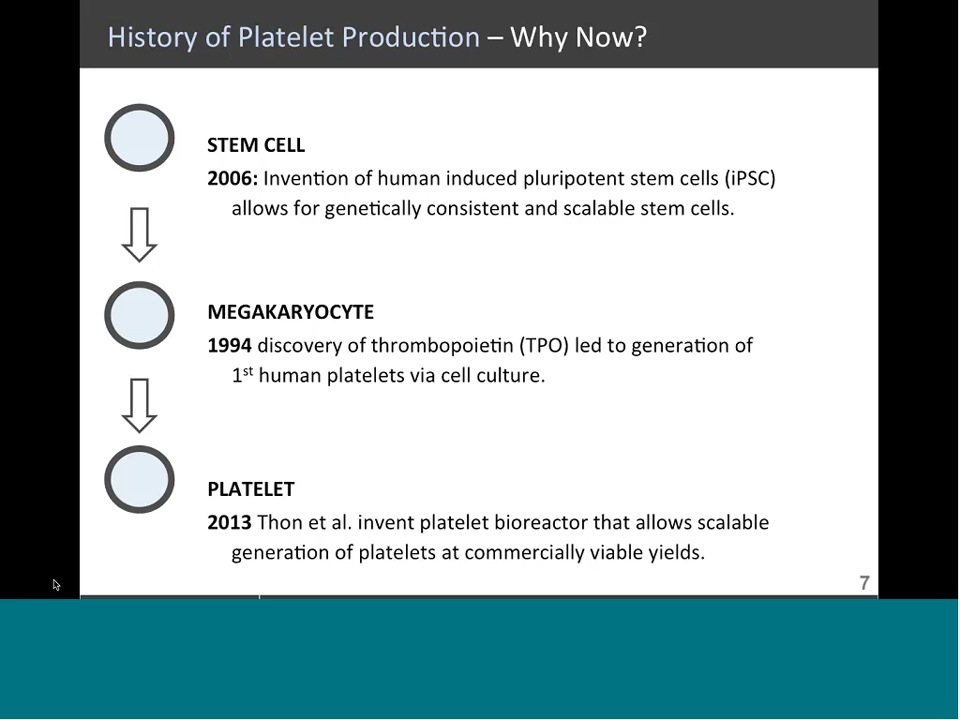 History of Platelet Production – Why Now?
STEM CELL
2006: Invention of human induced pluripotent stem cells (iPSC)
allows for genetically consistent and scalable stem cells.
MEGAKARYOCYTE
1994 discovery of thrombopoietin (TPO) led to generation of
1st human platelets via cell culture.
PLATELET
2013 Thon et al. invent platelet bioreactor that allows scalable
generation of platelets at commercially viable yields.
7